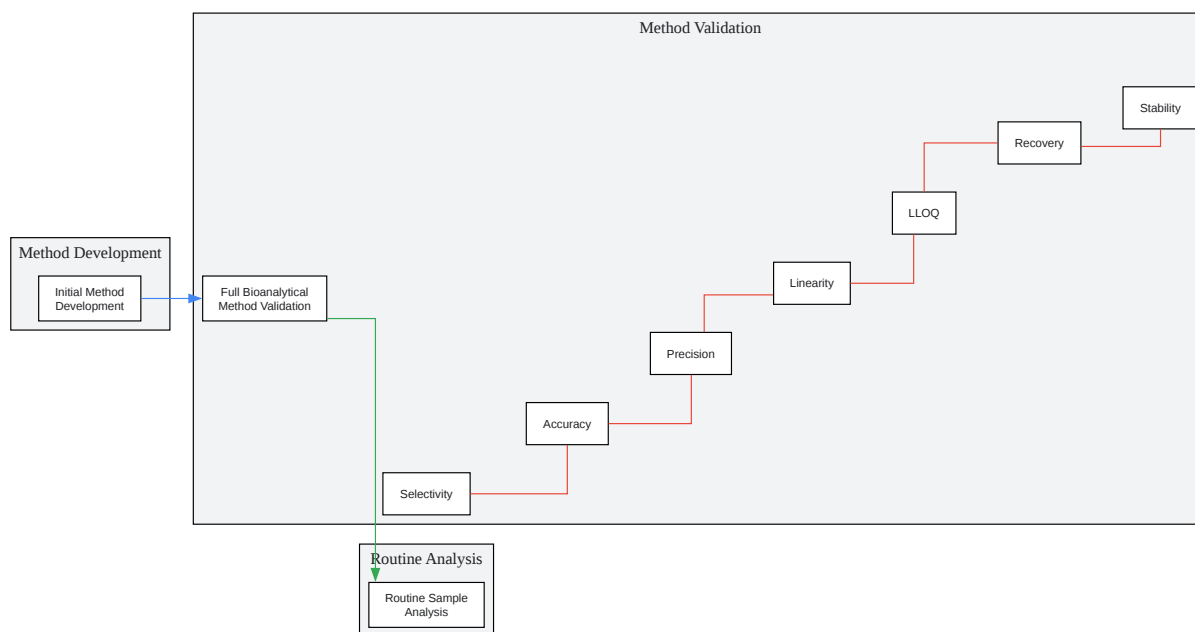 Method Validation
Stability
Recovery
LLOQ
Method Development
Initial Method
Development
Full Bioanalytical
Method Validation
Linearity
Precision
Accuracy
Selectivity
Routine Analysis
Routine Sample
Analysis